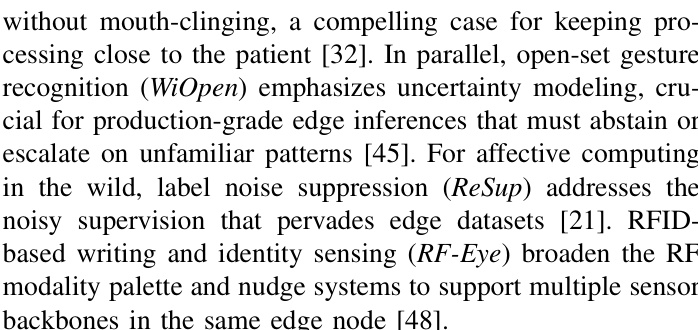 without mouth-clinging, a compelling case for keeping pro-
cessing close to the patient [32]. In parallel, open-set gesture
recognition (WiOpen) emphasizes uncertainty modeling, cru-
cial for production-grade edge inferences that must abstain or
escalate on unfamiliar patterns [45]. For affective computing
in the wild, label noise suppression (ReSup) addresses the
noisy supervision that pervades edge datasets [21]. RFID-
based writing and identity sensing (RF-Eye) broaden the RF
modality palette and nudge systems to support multiple sensor
backbones in the same edge node [48].